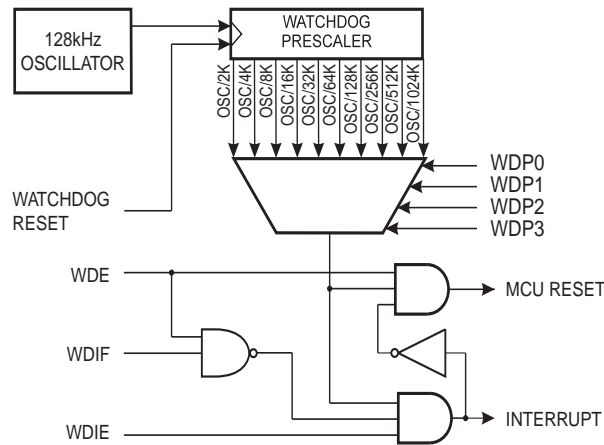 128kHz
OSCILLATOR
WATCHDOG
PRESCALER
OSC/2K
OSC/4K
OSC/8K
OSC/16K
OSC/32K
OSC/64K
OSC/128K
OSC/256K
OSC/512K
OSC/1024K
WATCHDOG
RESET
WDP0
WDP1
WDP2
WDP3
WDE
MCU RESET
WDIF
WDIE
INTERRUPT